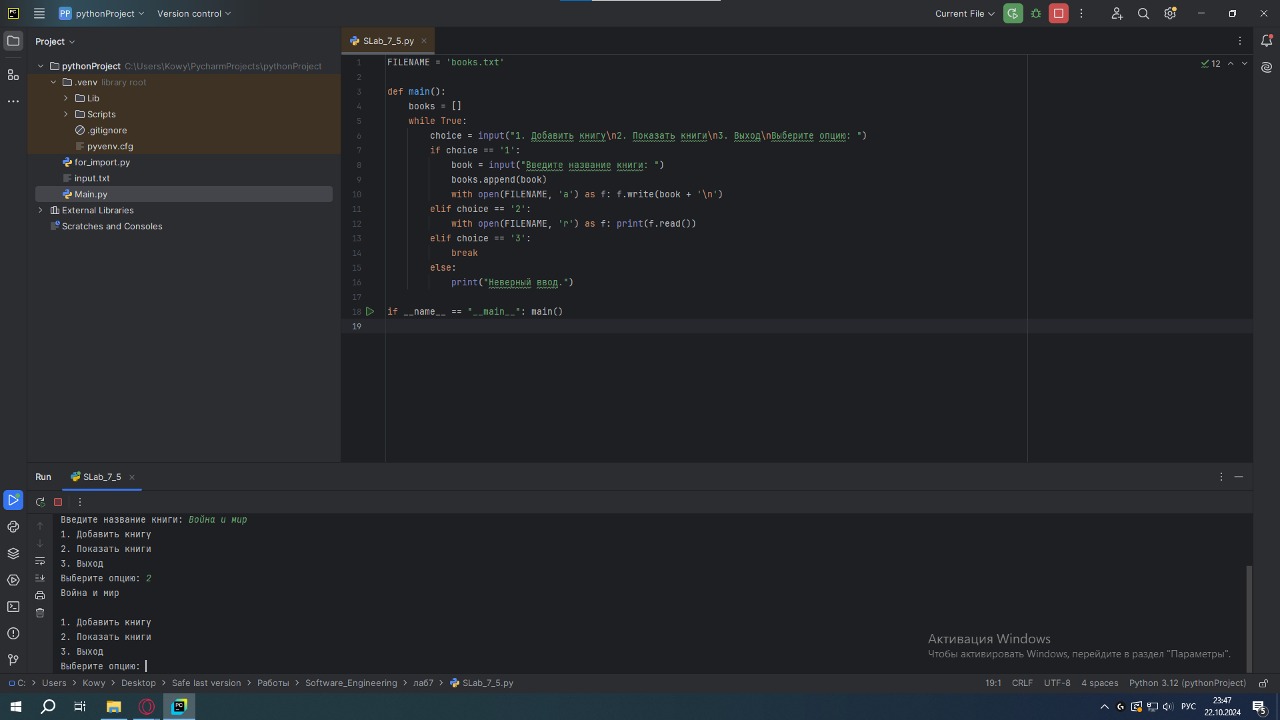 PC
PP pythonProject Version control Current File
Project
pythonProject C:\Users\Kowy\PycharmProjects\pythonProject
.venv library root
Lib
Scripts
.gitignore
pyvenv.cfg
for_import.py
input.txt
Main.py
External Libraries
Scratches and Consoles
SLab_7_5.py
12
1 FILENAME = 'books.txt'
2
3 def main():
4 books = []
5 while True:
6 choice = input("1. Добавить книгу\n2. Показать книги\n3. Выход\nВыберите опцию: ")
7 if choice == '1':
8 book = input("Введите название книги: ")
9 books.append(book)
10 with open(FILENAME, 'a') as f: f.write(book + '\n')
11 elif choice == '2':
12 with open(FILENAME, 'r') as f: print(f.read())
13 elif choice == '3':
14 break
15 else:
16 print("Неверный ввод.")
17
18 if __name__ == "__main__": main()
19
Run SLab_7_5
Введите название книги: Война и мир
1. Добавить книгу
2. Показать книги
3. Выход
Выберите опцию: 2
Война и мир
1. Добавить книгу
2. Показать книги
3. Выход
Выберите опцию:
Активация Windows
Чтобы активировать Windows, перейдите в раздел "Параметры".
C: Users Kowy Desktop Safe last version Работы Software_Engineering лаб7 SLab_7_5.py 19:1 CRLF UTF-8 4 spaces Python 3.12 (pythonProject)
PC РУС 23:47
22.10.2024